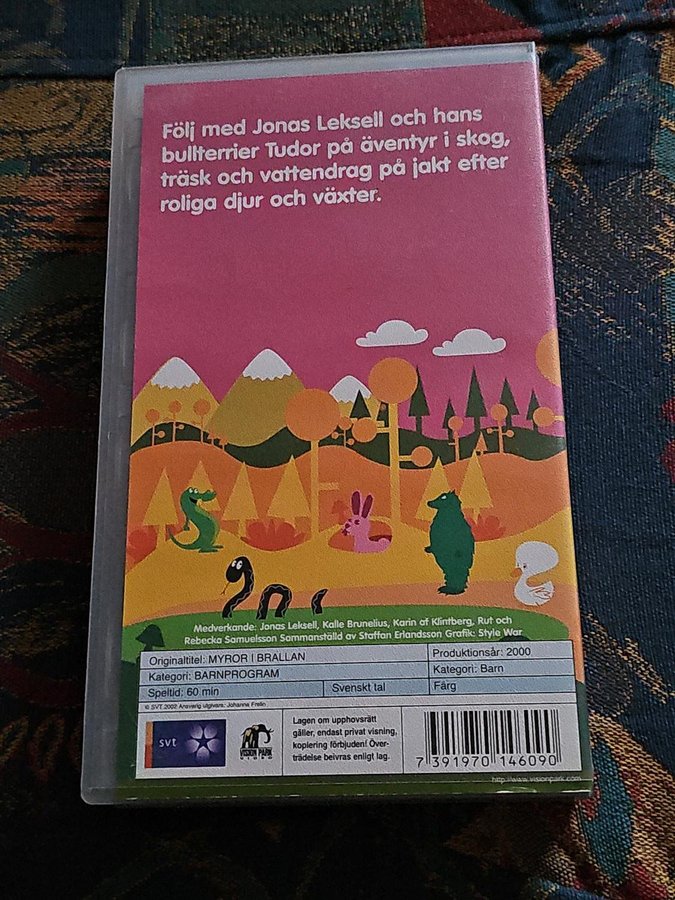 Följ med Jonas Leksell och hans
bullterrier Tudor på äventyr i skog,
träsk och vattendrag på jakt efter
roliga djur och växter.
Medverkande: Jonas Leksell, Kalle Brunelius, Karin af Klintberg, Rut och
Rebecka Samuelsson Sammanställd av Staffan Erlandsson Grafik: Style War
Originaltitel: MYROR I BRALLAN
Produktionsår: 2000
Kategori: BARNPROGRAM
Kategori: Barn
Speltid: 60 min
Svenskt tal
Färg
© SVT 2002 Ansvarig utgivare: Johanna Frelin
svt
VISION PARK
VIDEO
Lagen om upphovsrätt
gäller, endast privat visning,
kopiering förbjuden! Över-
trädelse beivras enligt lag.
7 391970 146090
http://www.visionpark.com